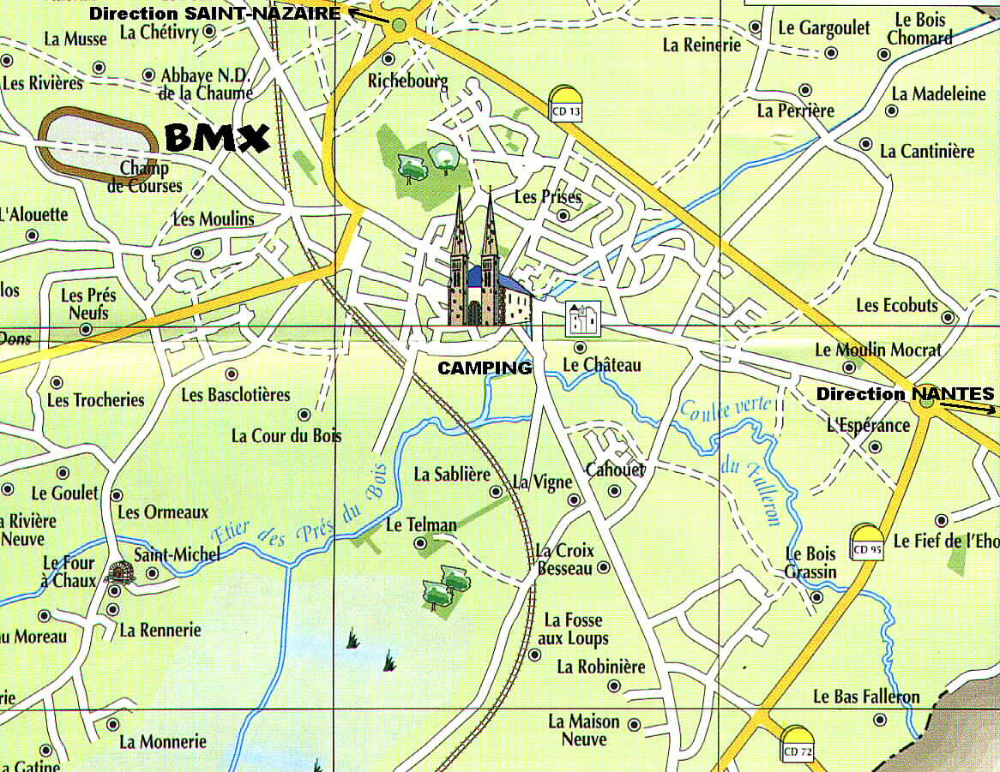 Direction SAINT-NAZAIRE
La Musse
La Chétivry
La Reinerie
Le Gargoulet
Le Bois
Chomard
Les Rivières
Abbaye N.D.
de la Chaume
Richebourg
CD 13
La Perrière
La Madeleine
BMX
La Cantinière
Champ
de Courses
L'Alouette
Les Moulins
Les Prises
Les Prés
Neufs
Les Ecobuts
Le Moulin Mocrat
CAMPING
Le Château
Les Trocheries
Les Basclotières
Direction NANTES
Coulée verte
du Falleron
L'Espérance
La Cour du Bois
La Sablière
La Vigne
Cahouet
Le Goulet
Les Ormeaux
Etier des Prés du Bois
a Rivière
Neuve
Le Telman
CD 95
Le Fief de l'Eho
Saint-Michel
Le Four
à Chaux
La Croix
Besseau
Le Bois
Grassin
au Moreau
La Rennerie
La Fosse
aux Loups
La Robinière
Le Bas Falleron
La Maison
Neuve
La Monnerie
CD 72
a Gatine